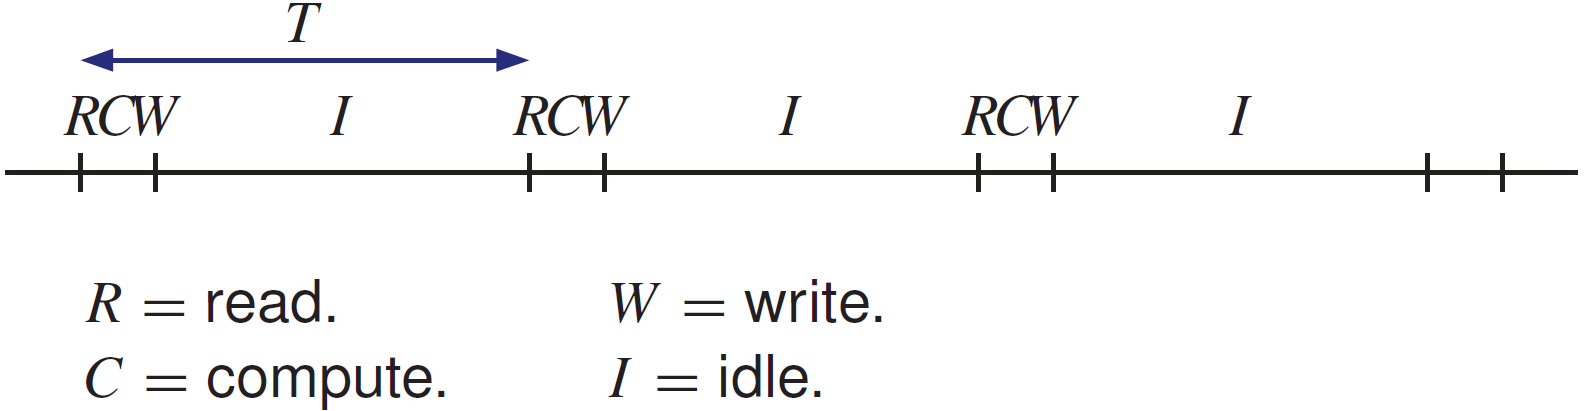 T
RCW I RCW I RCW I
R = read. W = write.
C = compute. I = idle.